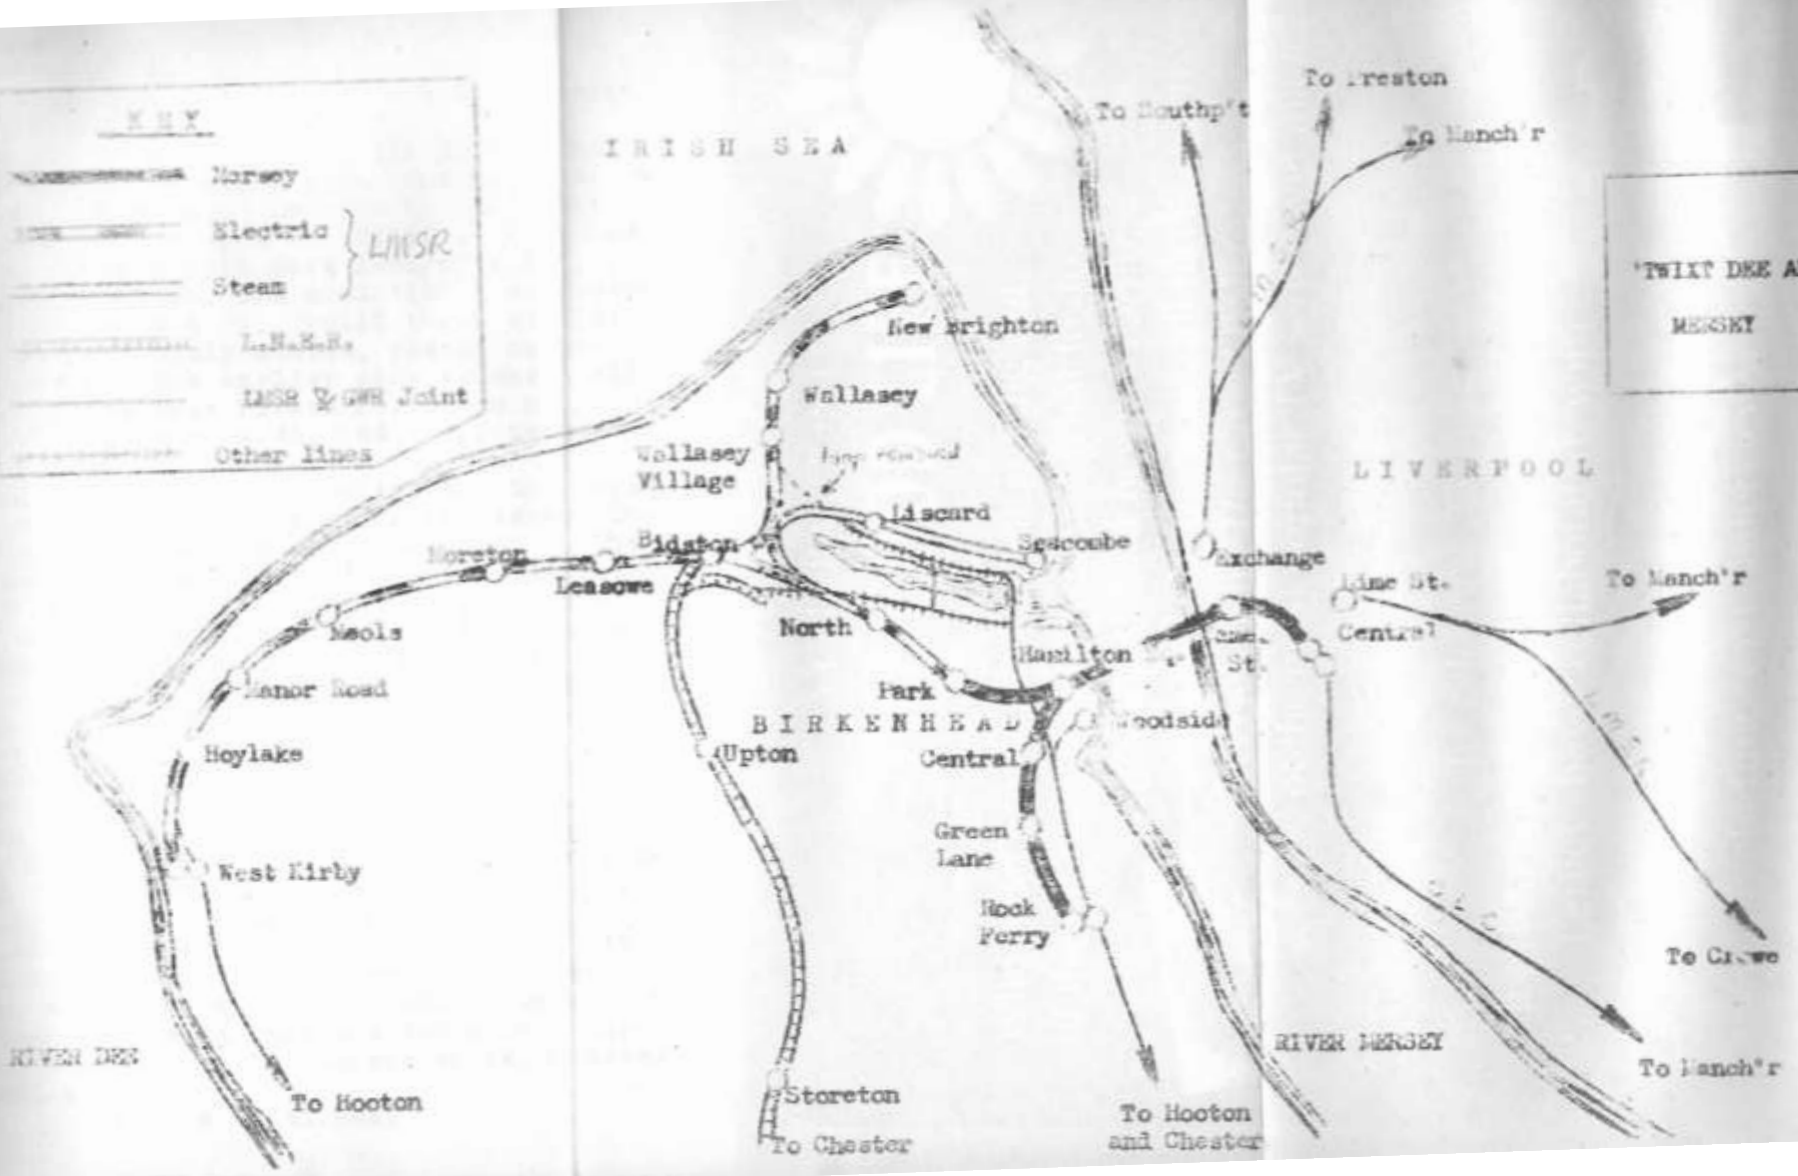 KEY
Mersey
Electric
LMSR
Steam
L.N.E.R.
LMSR & GWR Joint
Other lines
IRISH SEA
To Southp't
To Preston
To Manch'r
'TWIXT DEE A
MERSEY
New Brighton
Wallasey
Wallasey
Village
LIVERPOOL
Liscard
Seacombe
Exchange
Bidston
Moreton
Leasowe
Lime St.
To Manch'r
Central
Meols
North
Hamilton
St.
Manor Road
Park
BIRKENHEAD
Woodside
Hoylake
Upton
Central
Green
Lane
West Kirby
Rock
Ferry
To Crewe
RIVER DEE
RIVER MERSEY
To Manch'r
To Hooton
Storeton
To Hooton
and Chester
To Chester